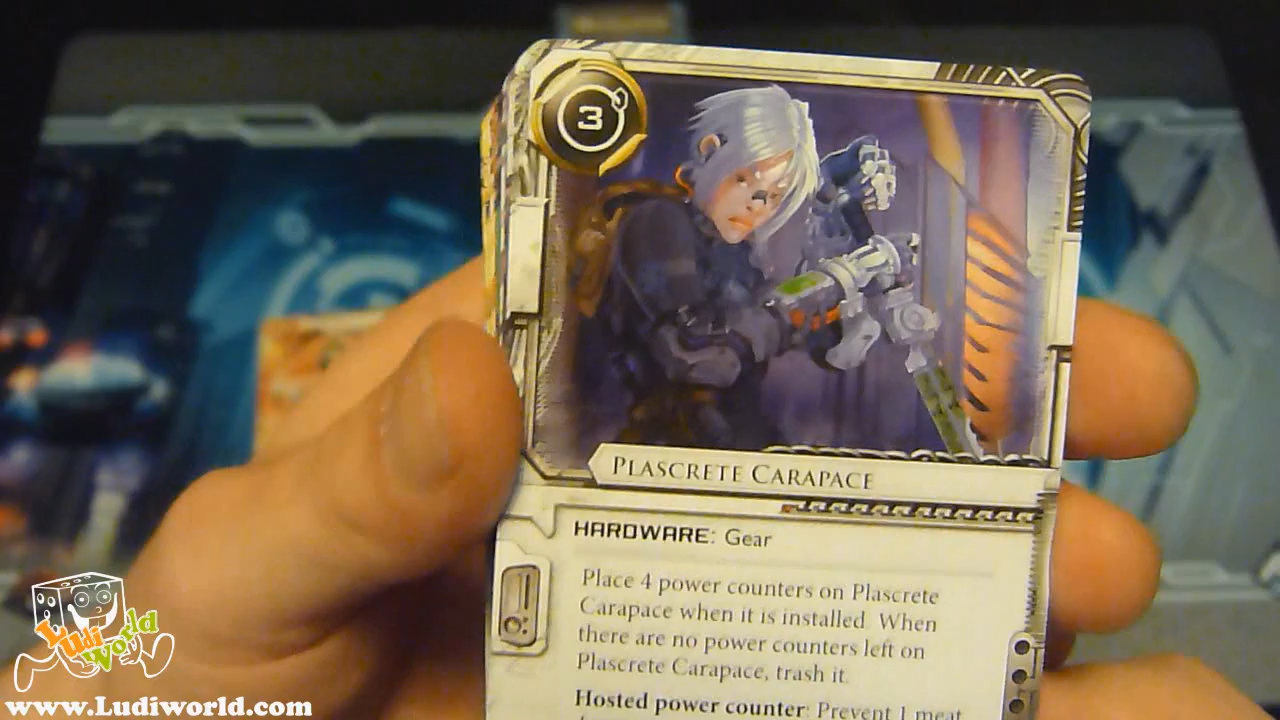 3
PLASCRETE CARAPACE
HARDWARE: Gear
Place 4 power counters on Plascrete
Carapace when it is installed. When
there are no power counters left on
Plascrete Carapace, trash it.
Hosted power counter: Prevent 1 meat
Ludi
World
www.Ludiworld.com